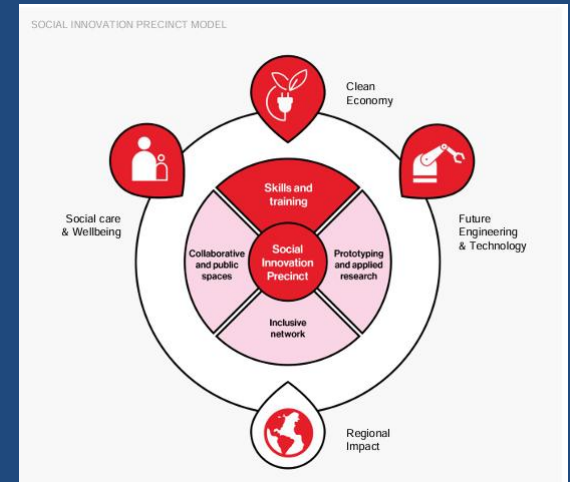 SOCIAL INNOVATION PRECINCT MODEL
Clean
Economy
Social care
& Wellbeing
Future
Engineering
& Technology
Skills and
training
Collaborative
and public
spaces
Social
Innovation
Precinct
Prototyping
and applied
research
Inclusive
network
Regional
Impact